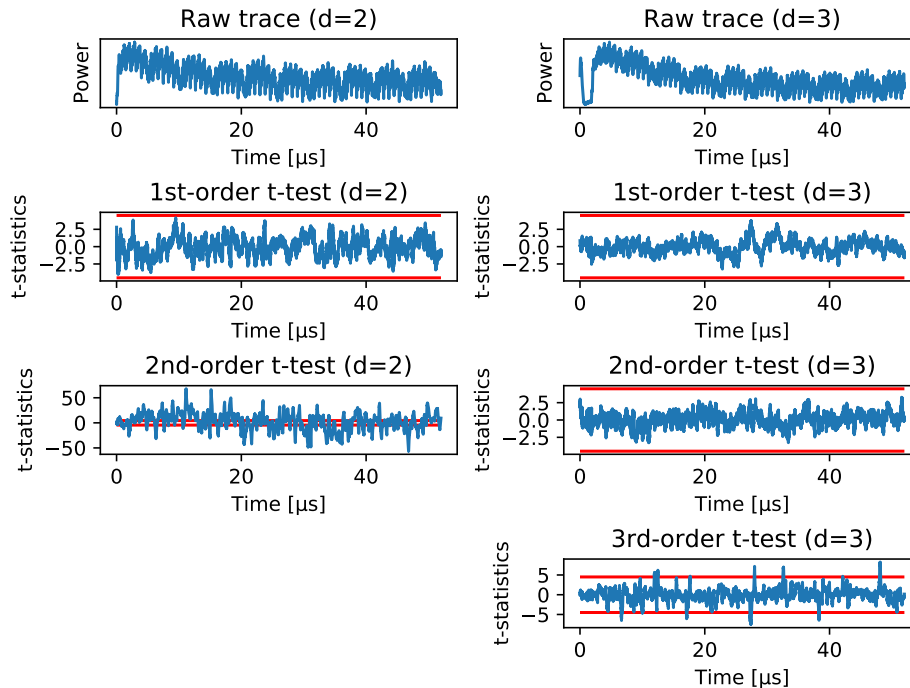 Raw trace (d=2)
Power
0 20 40
Time [µs]
Raw trace (d=3)
Power
0 20 40
Time [µs]
1st-order t-test (d=2)
t-statistics
2.5
0.0
−2.5
0 20 40
Time [µs]
1st-order t-test (d=3)
t-statistics
2.5
0.0
−2.5
0 20 40
Time [µs]
2nd-order t-test (d=2)
t-statistics
50
0
−50
0 20 40
Time [µs]
2nd-order t-test (d=3)
t-statistics
2.5
0.0
−2.5
0 20 40
Time [µs]
3rd-order t-test (d=3)
t-statistics
5
0
−5
0 20 40
Time [µs]